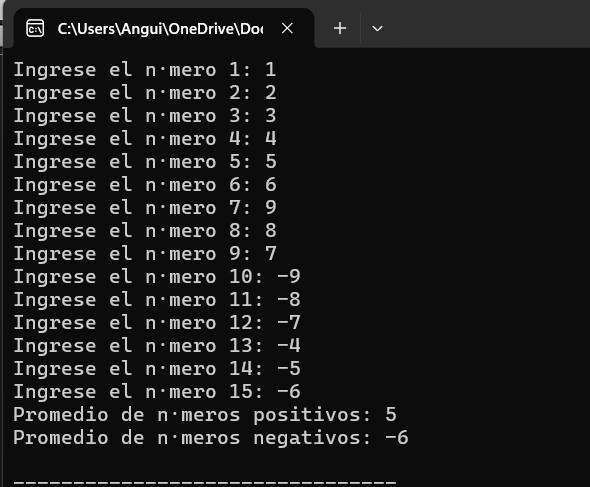 C:\Users\Angui\OneDrive\Doc
Ingrese el n·mero 1: 1
Ingrese el n·mero 2: 2
Ingrese el n·mero 3: 3
Ingrese el n·mero 4: 4
Ingrese el n·mero 5: 5
Ingrese el n·mero 6: 6
Ingrese el n·mero 7: 9
Ingrese el n·mero 8: 8
Ingrese el n·mero 9: 7
Ingrese el n·mero 10: -9
Ingrese el n·mero 11: -8
Ingrese el n·mero 12: -7
Ingrese el n·mero 13: -4
Ingrese el n·mero 14: -5
Ingrese el n·mero 15: -6
Promedio de n·meros positivos: 5
Promedio de n·meros negativos: -6
--------------------------------